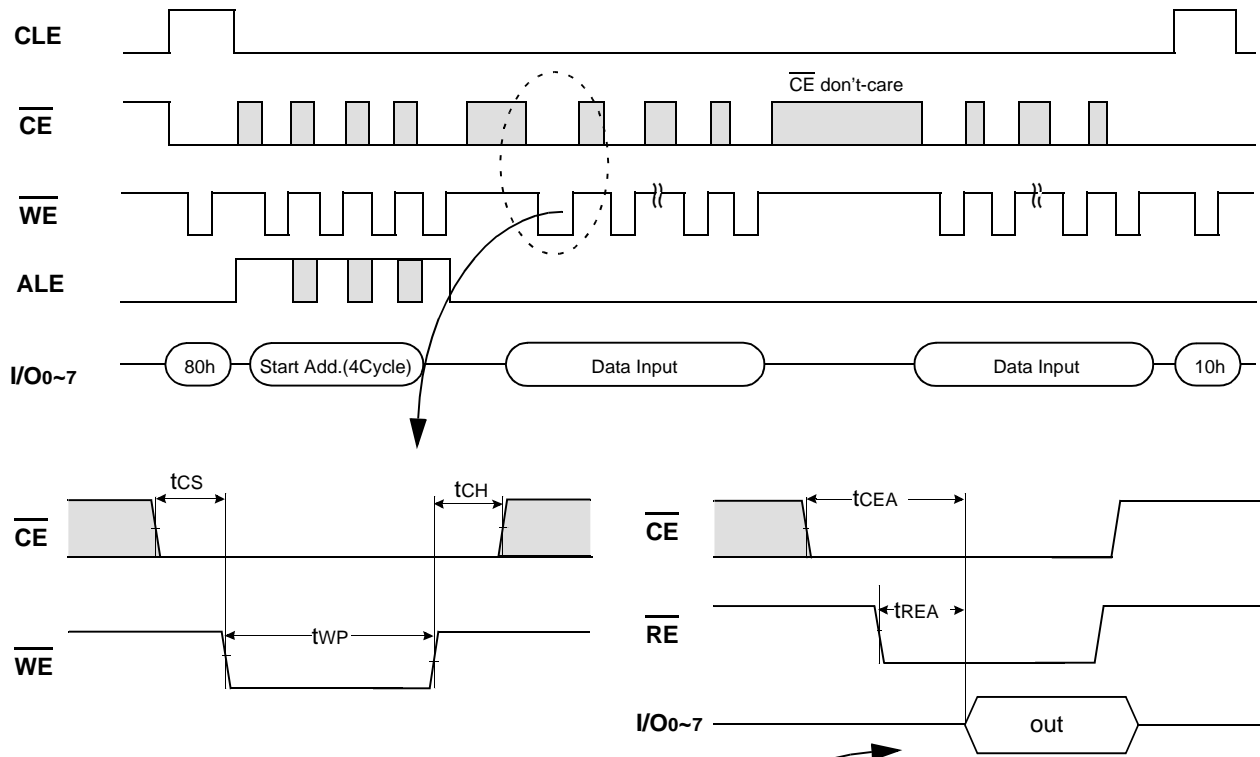 CLE
CE don't-care
CE
WE
ALE
I/O0~7 80h Start Add.(4Cycle) Data Input Data Input 10h
tCS tCH
CE
tWP
WE
tCEA
CE
tREA
RE
I/O0~7 out